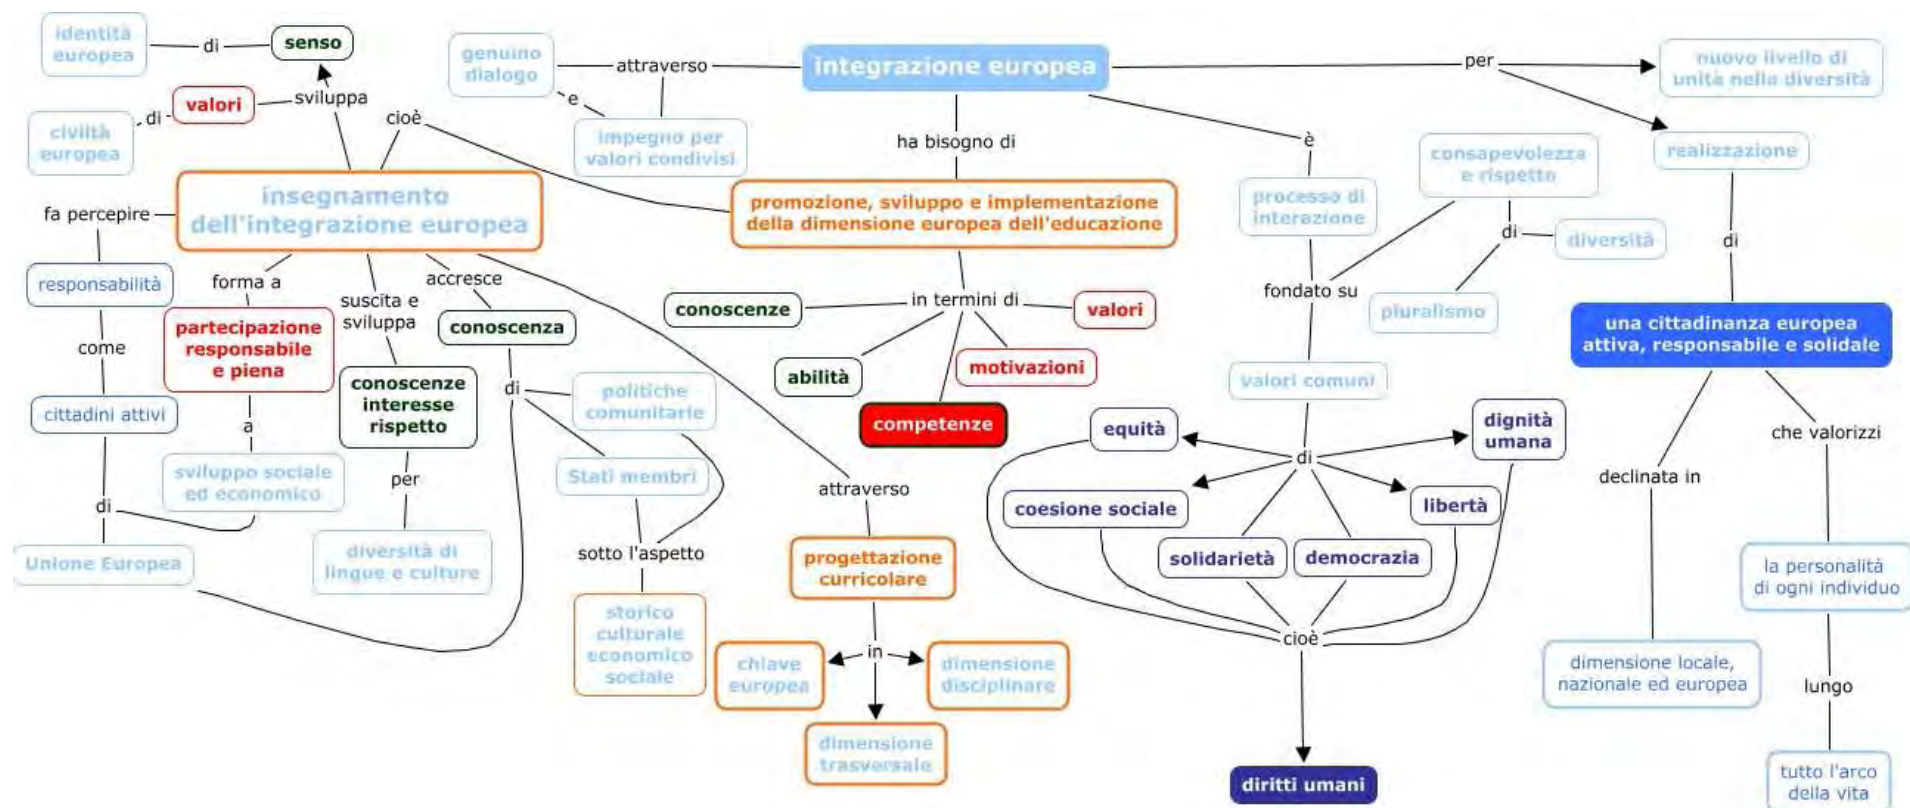 identità
europea
di
senso
genuino
dialogo
attraverso
integrazione europea
per
nuovo livello di
unità nella diversità
valori
sviluppa
di
civiltà
europea
cioè
e
impegno per
valori condivisi
ha bisogno di
è
consapevolezza
e rispetto
realizzazione
insegnamento
dell'integrazione europea
fa percepire
promozione, sviluppo e implementazione
della dimensione europea dell'educazione
processo di
interazione
di
diversità
di
responsabilità
forma a
suscita e
sviluppa
accresce
conoscenze
in termini di
valori
fondato su
pluralismo
una cittadinanza europea
attiva, responsabile e solidale
partecipazione
responsabile
e piena
conoscenza
come
conoscenze
interesse
rispetto
di
politiche
comunitarie
abilità
motivazioni
competenze
valori comuni
cittadini attivi
a
equità
di
dignità
umana
che valorizzi
sviluppo sociale
ed economico
per
Stati membri
attraverso
coesione sociale
libertà
declinata in
di
Unione Europea
diversità di
lingue e culture
sotto l'aspetto
progettazione
curricolare
solidarietà
democrazia
la personalità
di ogni individuo
storico
culturale
economico
sociale
chiave
europea
in
dimensione
disciplinare
cioè
dimensione locale,
nazionale ed europea
lungo
dimensione
trasversale
diritti umani
tutto l'arco
della vita